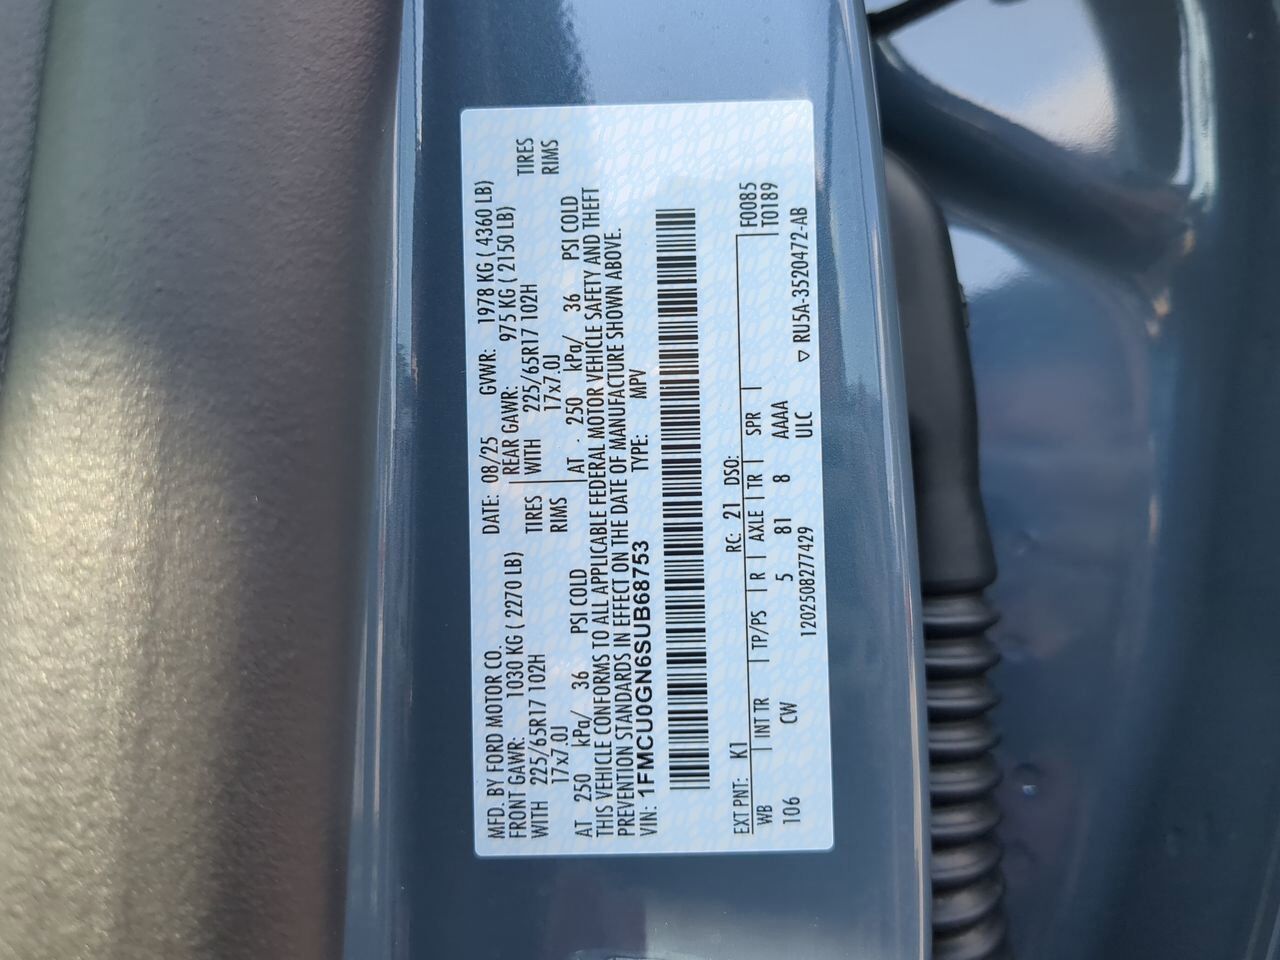 MFD. BY FORD MOTOR CO. DATE: 08/25 GVWR: 1978 KG ( 4360 LB)
FRONT GAWR: 1030 KG ( 2270 LB) REAR GAWR: 975 KG ( 2150 LB)
WITH 225/65R17 102H TIRES WITH 225/65R17 102H TIRES
17x7.0J RIMS 17x7.0J RIMS
AT 250 kPa/ 36 PSI COLD AT 250 kPa/ 36 PSI COLD
THIS VEHICLE CONFORMS TO ALL APPLICABLE FEDERAL MOTOR VEHICLE SAFETY AND THEFT
PREVENTION STANDARDS IN EFFECT ON THE DATE OF MANUFACTURE SHOWN ABOVE.
VIN: 1FMCU0GN6SUB68753 TYPE: MPV
EXT PNT: K1 RC: 21 DSO: F0085
WB INT TR TP/PS R AXLE TR SPR T0189
106 CW 5 81 8 AAAA
1202508277429 ULC ▽ RU5A-3520472-AB